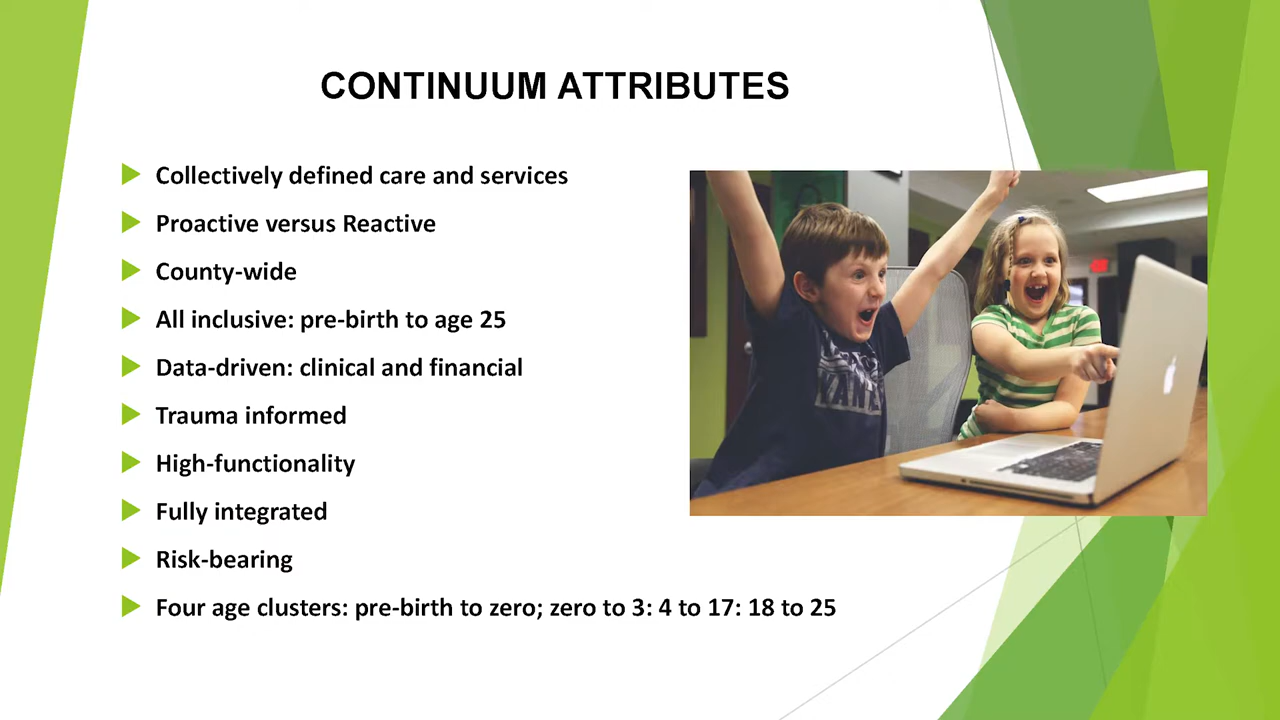 CONTINUUM ATTRIBUTES
Collectively defined care and services
Proactive versus Reactive
County-wide
All inclusive: pre-birth to age 25
Data-driven: clinical and financial
Trauma informed
High-functionality
Fully integrated
Risk-bearing
Four age clusters: pre-birth to zero; zero to 3: 4 to 17: 18 to 25